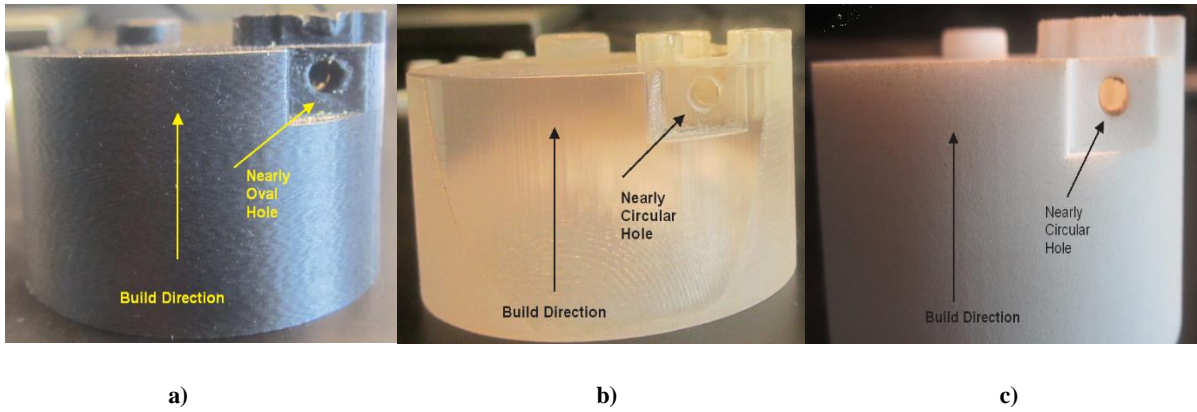 Nearly
Oval
Hole
Build Direction
a)
Nearly
Circular
Hole
Build Direction
b)
Nearly
Circular
Hole
Build Direction
c)